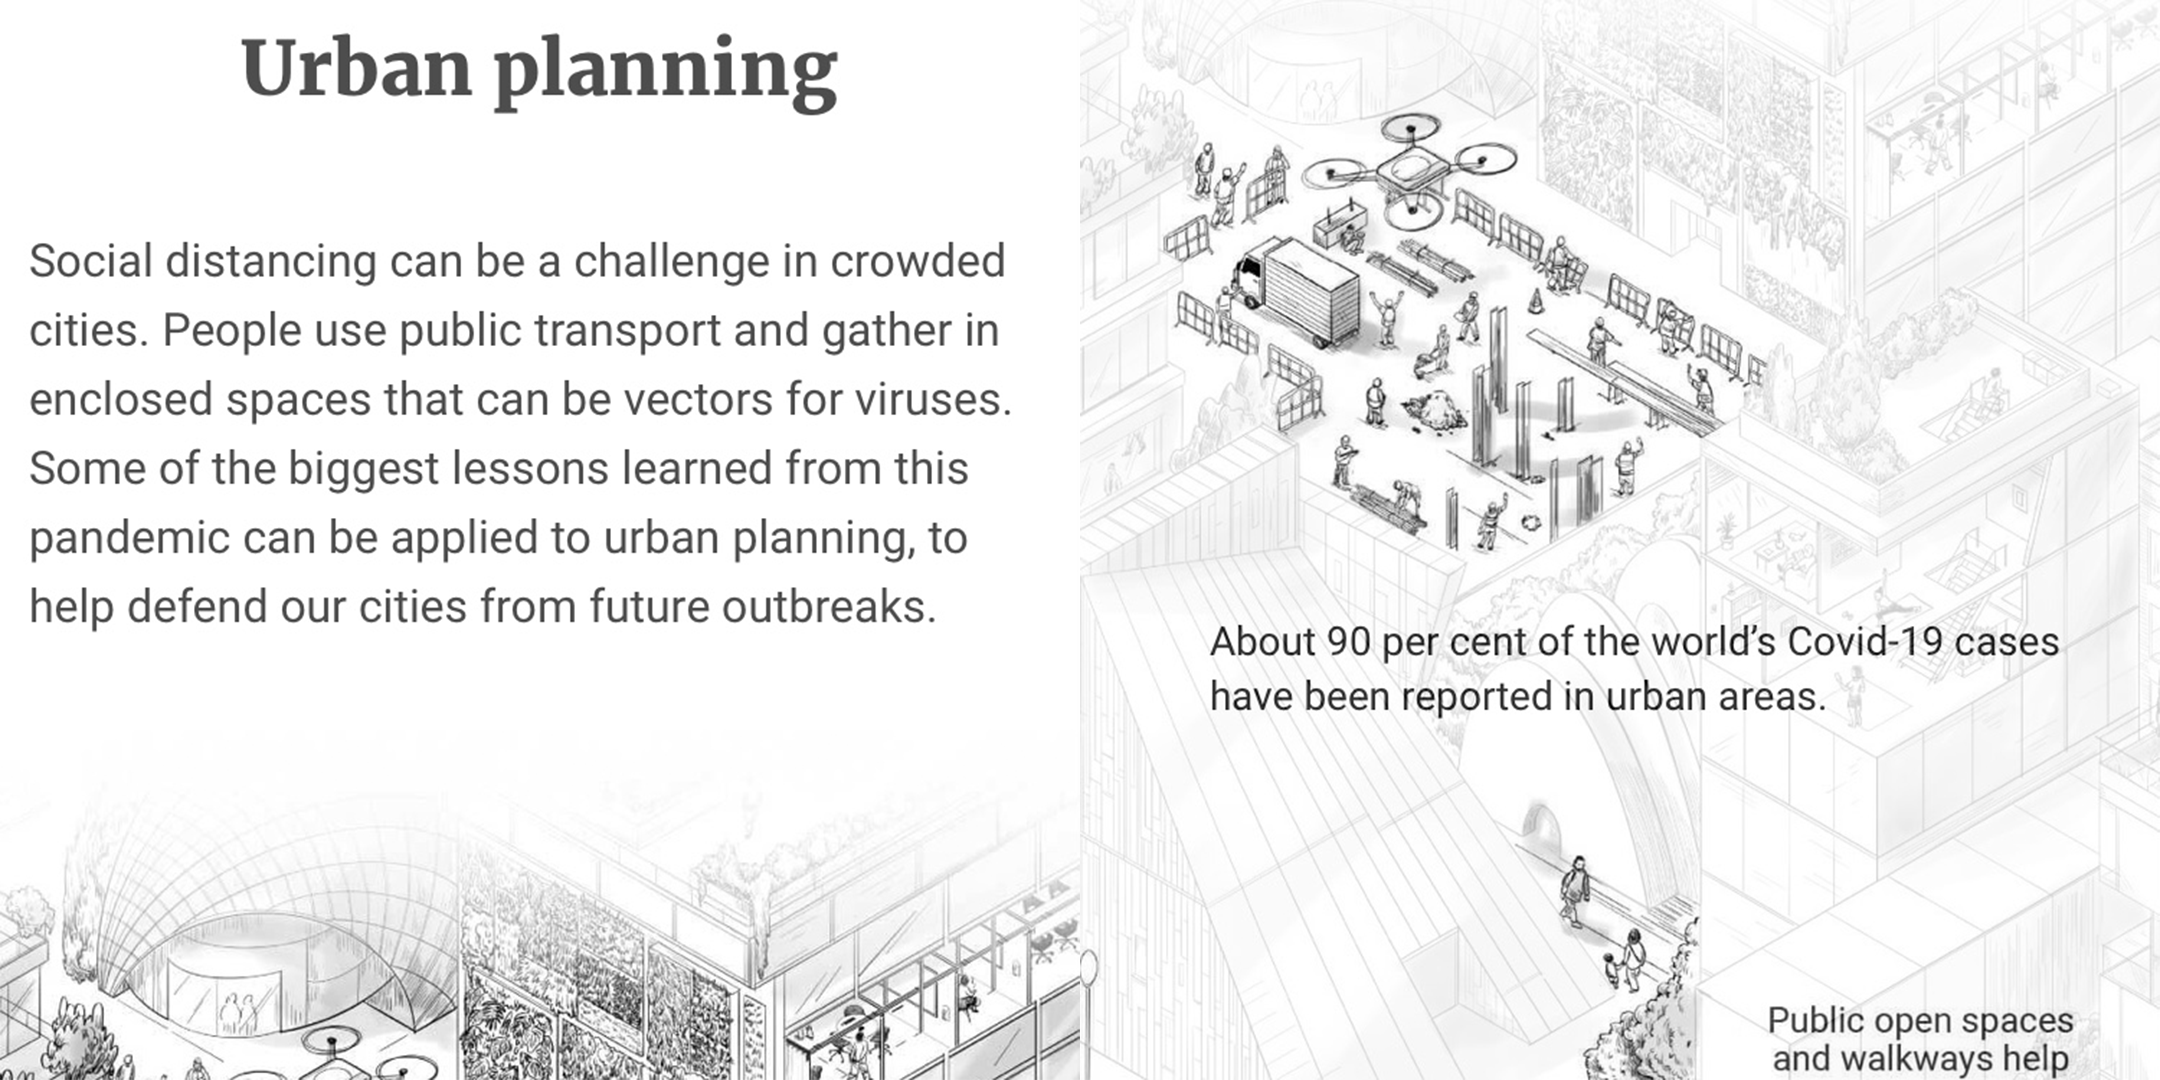 Urban planning
Social distancing can be a challenge in crowded
cities. People use public transport and gather in
enclosed spaces that can be vectors for viruses.
Some of the biggest lessons learned from this
pandemic can be applied to urban planning, to
help defend our cities from future outbreaks.
About 90 per cent of the world’s Covid-19 cases
have been reported in urban areas.
Public open spaces
and walkways help